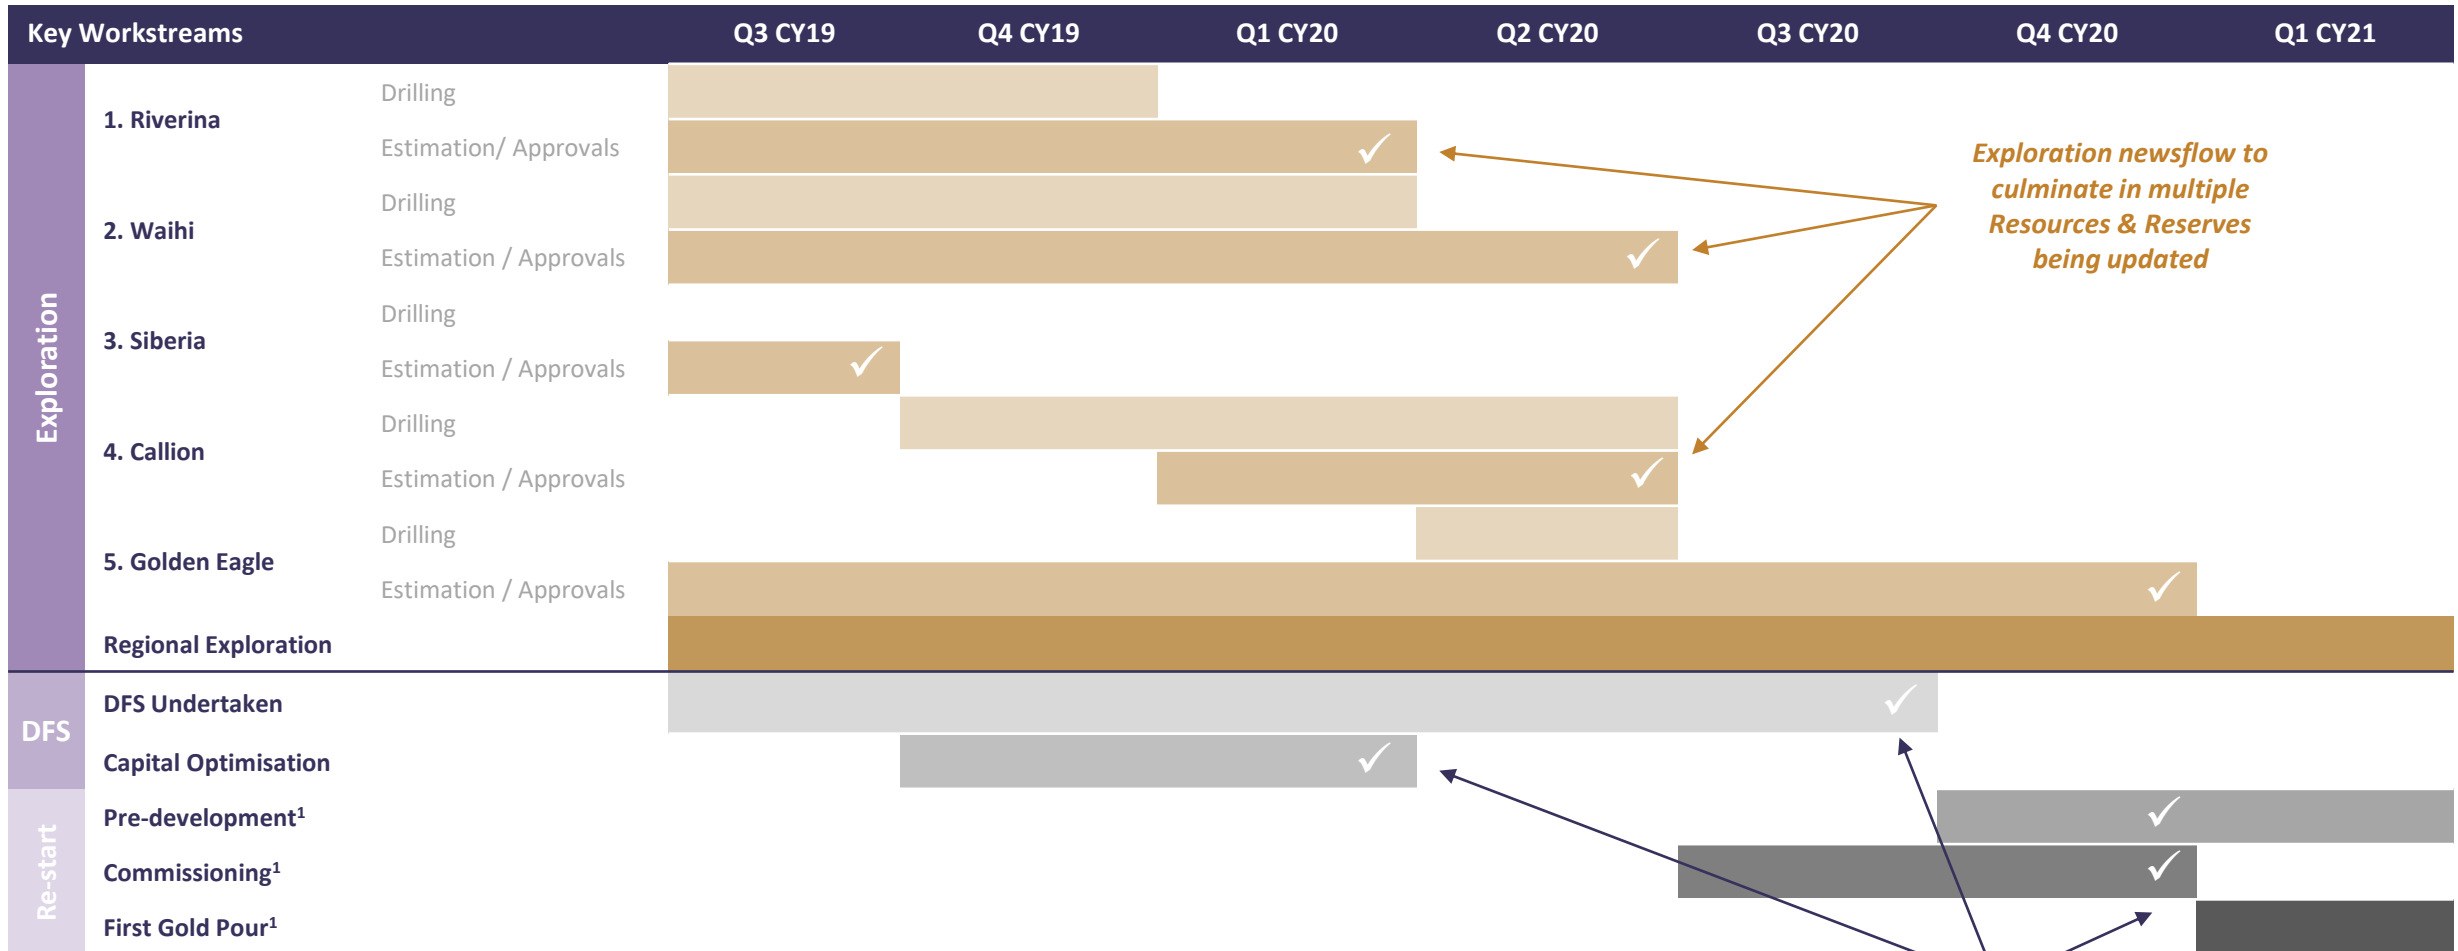 Key Workstreams Q3 CY19 Q4 CY19 Q1 CY20 Q2 CY20 Q3 CY20 Q4 CY20 Q1 CY21
Exploration
1. Riverina
Drilling
Estimation/ Approvals
2. Waihi
Drilling
Estimation / Approvals
3. Siberia
Drilling
Estimation / Approvals
4. Callion
Drilling
Estimation / Approvals
5. Golden Eagle
Drilling
Estimation / Approvals
Regional Exploration
Exploration newsflow to
culminate in multiple
Resources & Reserves
being updated
DFS
DFS Undertaken
Capital Optimisation
Re-start
Pre-development¹
Commissioning¹
First Gold Pour¹